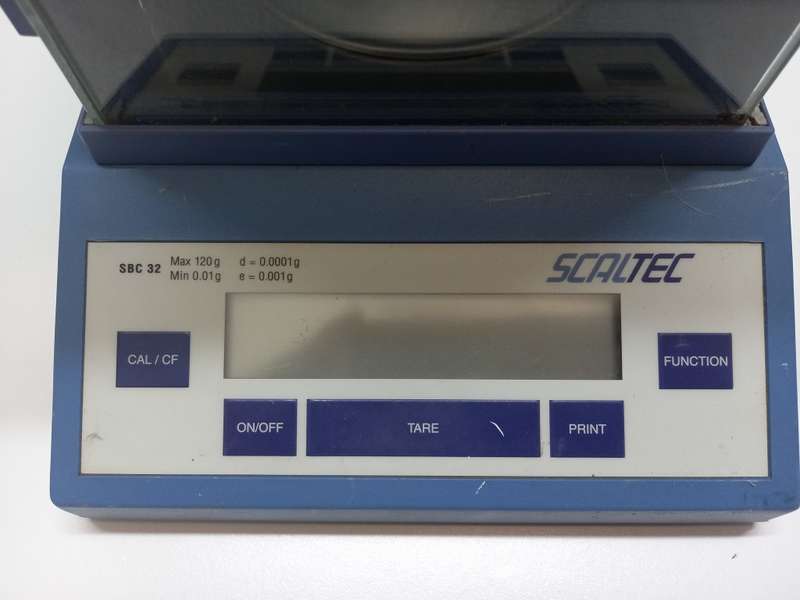 SBC 32 Max 120g d = 0.0001g
Min 0.01g e = 0.001g
SCALTEC
CAL / CF
FUNCTION
ON/OFF TARE PRINT